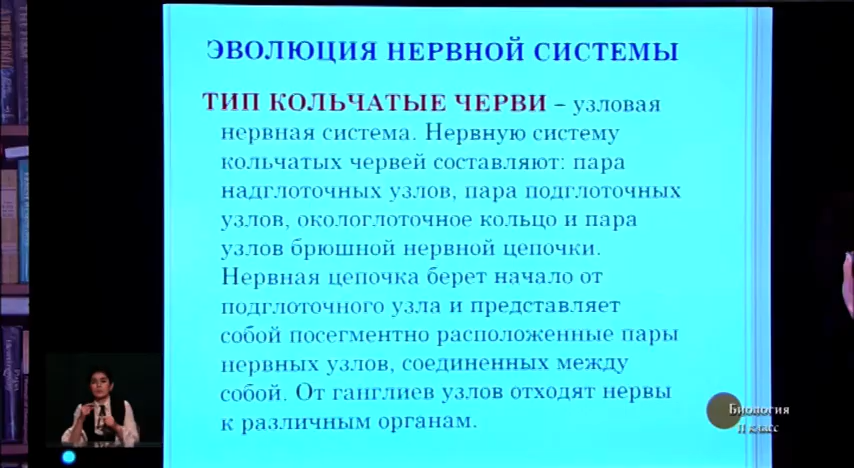 ЭВОЛЮЦИЯ НЕРВНОЙ СИСТЕМЫ
ТИП КОЛЬЧАТЫЕ ЧЕРВИ – узловая
нервная система. Нервную систему
кольчатых червей составляют: пара
надглоточных узлов, пара подглоточных
узлов, окологлоточное кольцо и пара
узлов брюшной нервной цепочки.
Нервная цепочка берет начало от
подглоточного узла и представляет
собой посегментно расположенные пары
нервных узлов, соединенных между
собой. От ганглиев узлов отходят нервы
к различным органам.
Биология
11 класс